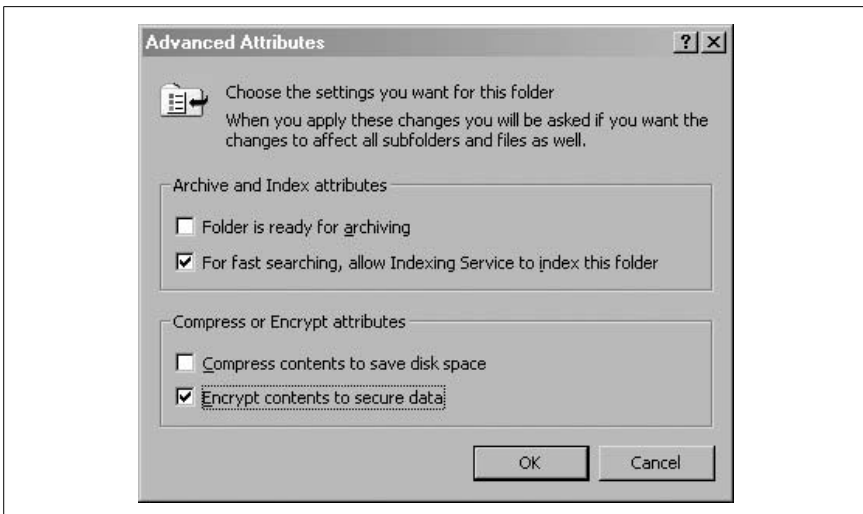 Advanced Attributes
Choose the settings you want for this folder
When you apply these changes you will be asked if you want the
changes to affect all subfolders and files as well.
Archive and Index attributes
Folder is ready for archiving
For fast searching, allow Indexing Service to index this folder
Compress or Encrypt attributes
Compress contents to save disk space
Encrypt contents to secure data
OK
Cancel